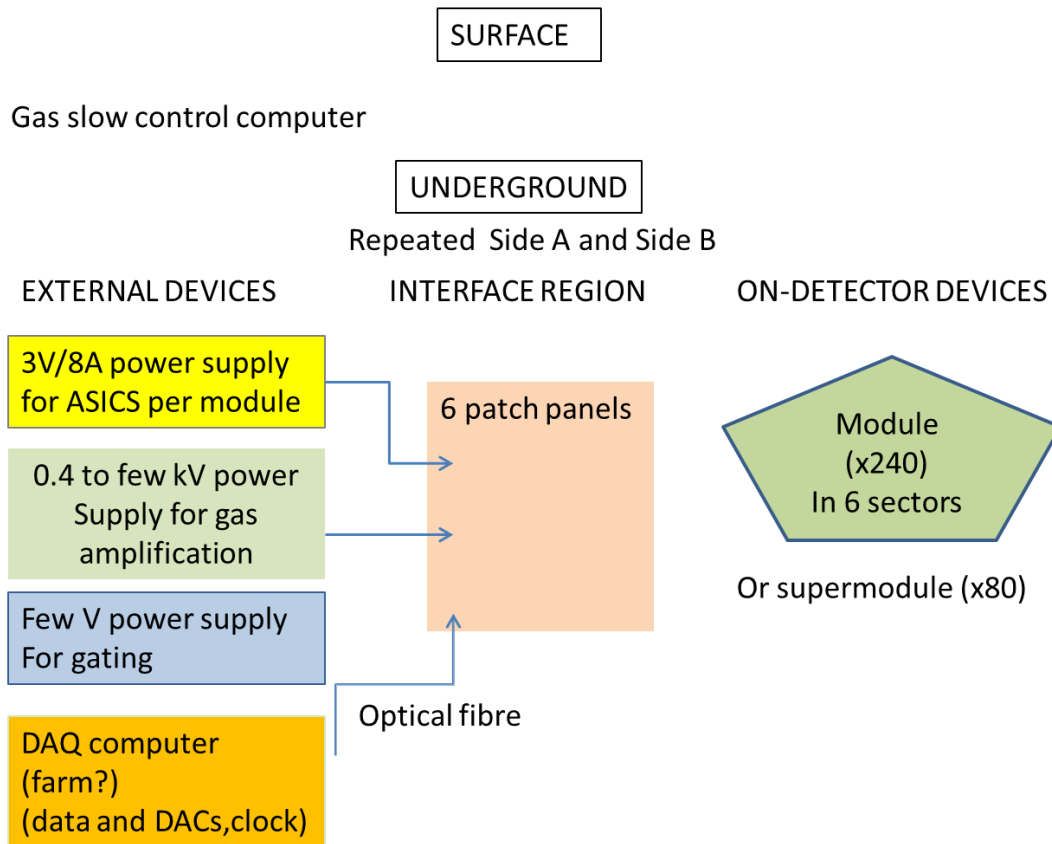 SURFACE
Gas slow control computer
UNDERGROUND
Repeated Side A and Side B
EXTERNAL DEVICES
INTERFACE REGION
ON-DETECTOR DEVICES
3V/8A power supply
for ASICS per module
0.4 to few kV power
Supply for gas
amplification
Few V power supply
For gating
DAQ computer
(farm?)
(data and DACs,clock)
6 patch panels
Optical fibre
Module
(x240)
In 6 sectors
Or supermodule (x80)